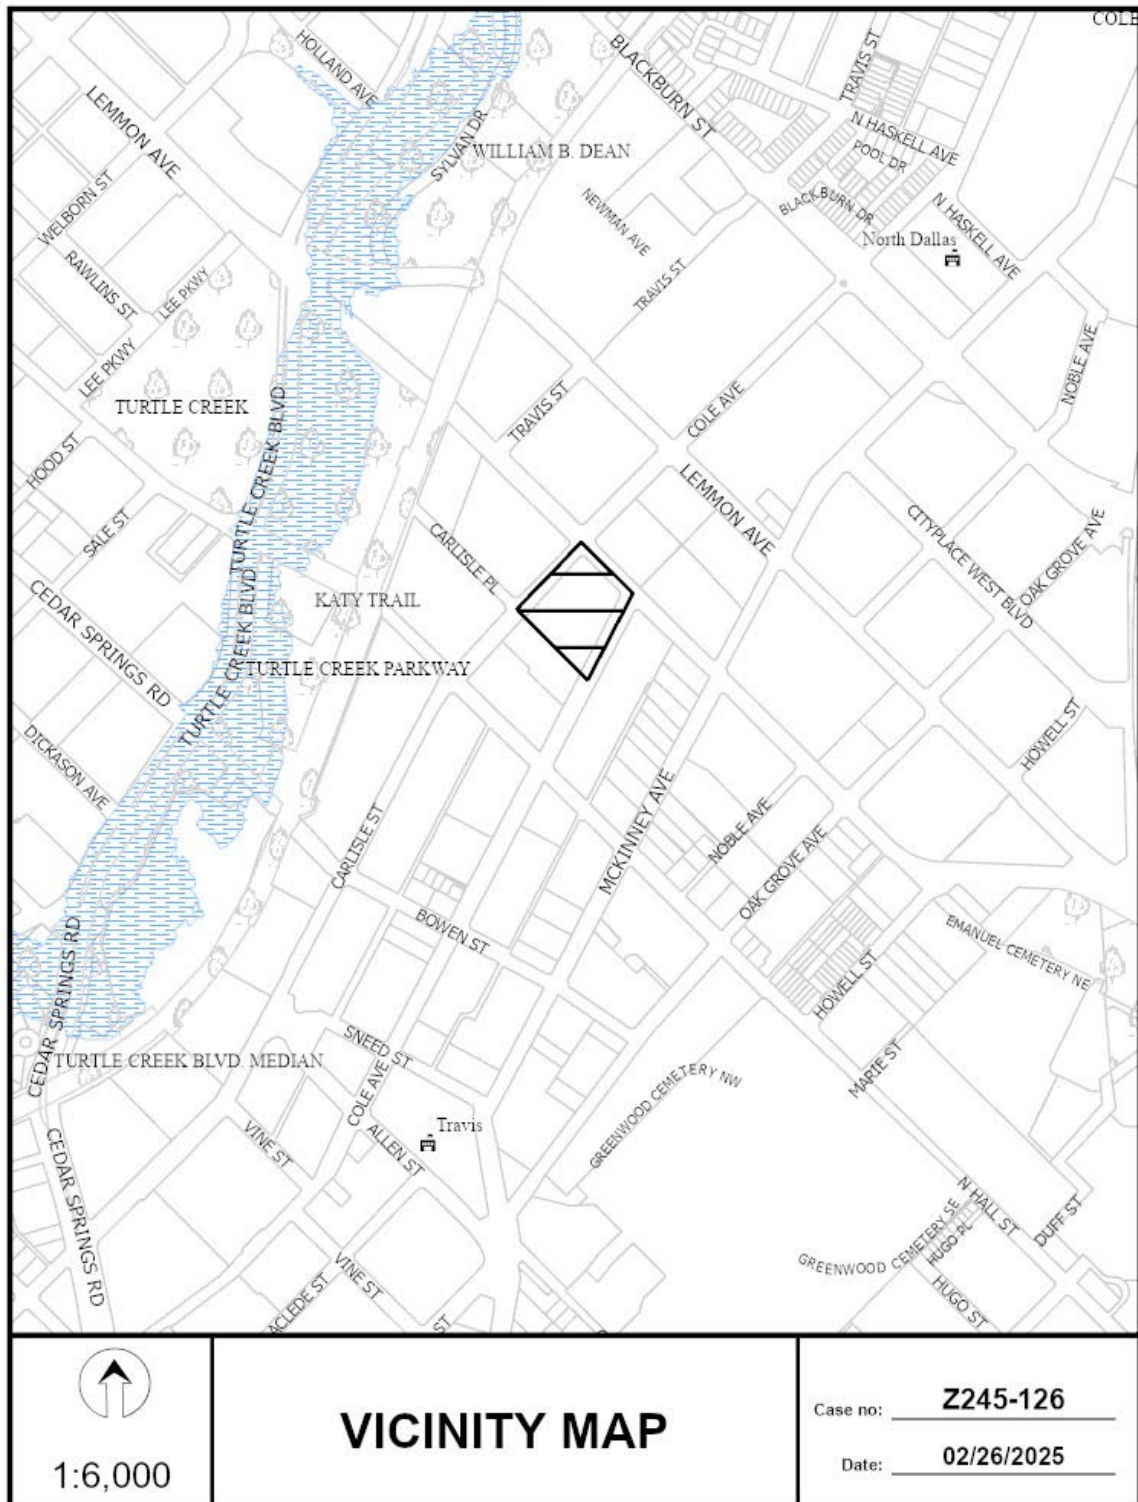 COLE
HOLLAND AVE
BLACKBURN ST
TRAVIS ST
LEMMON AVE
SYLVAN DR
WILLIAM B. DEAN
N HASKELL AVE
POOL DR
WELBORN ST
NEWMAN AVE
BLACKBURN DR
N HASKELL AVE
North Dallas
RAWLINS ST
LEE PKWY
TRAVIS ST
LEE PKWY
NOBLE AVE
TURTLE CREEK
TURTLE CREEK BLVD
TRAVIS ST
COLE AVE
HOOD ST
LEMMON AVE
SALE ST
CARLISLE PL
CITYPLACE WEST BLVD
OAK GROVE AVE
CEDAR SPRINGS RD
TURTLE CREEK BLVD
KATY TRAIL
TURTLE CREEK PARKWAY
TURTLE CREEK BLVD
DICKASON AVE
HOWELL ST
CARLISLE ST
MCKINNEY AVE
NOBLE AVE
OAK GROVE AVE
BOWEN ST
EMANUEL CEMETERY NE
CEDAR SPRINGS RD
HOWELL ST
TURTLE CREEK BLVD. MEDIAN
SNEED ST
COLE AVE
GREENWOOD CEMETERY NW
MARIE ST
VINE ST
ALLEN ST
Travis
CEDAR SPRINGS RD
N HALL ST
DUFF ST
GREENWOOD CEMETERY SE
HUGO PL
VINE ST
ACLEDE ST
ST
HUGO ST
1:6,000
VICINITY MAP
Case no: Z245-126
Date: 02/26/2025